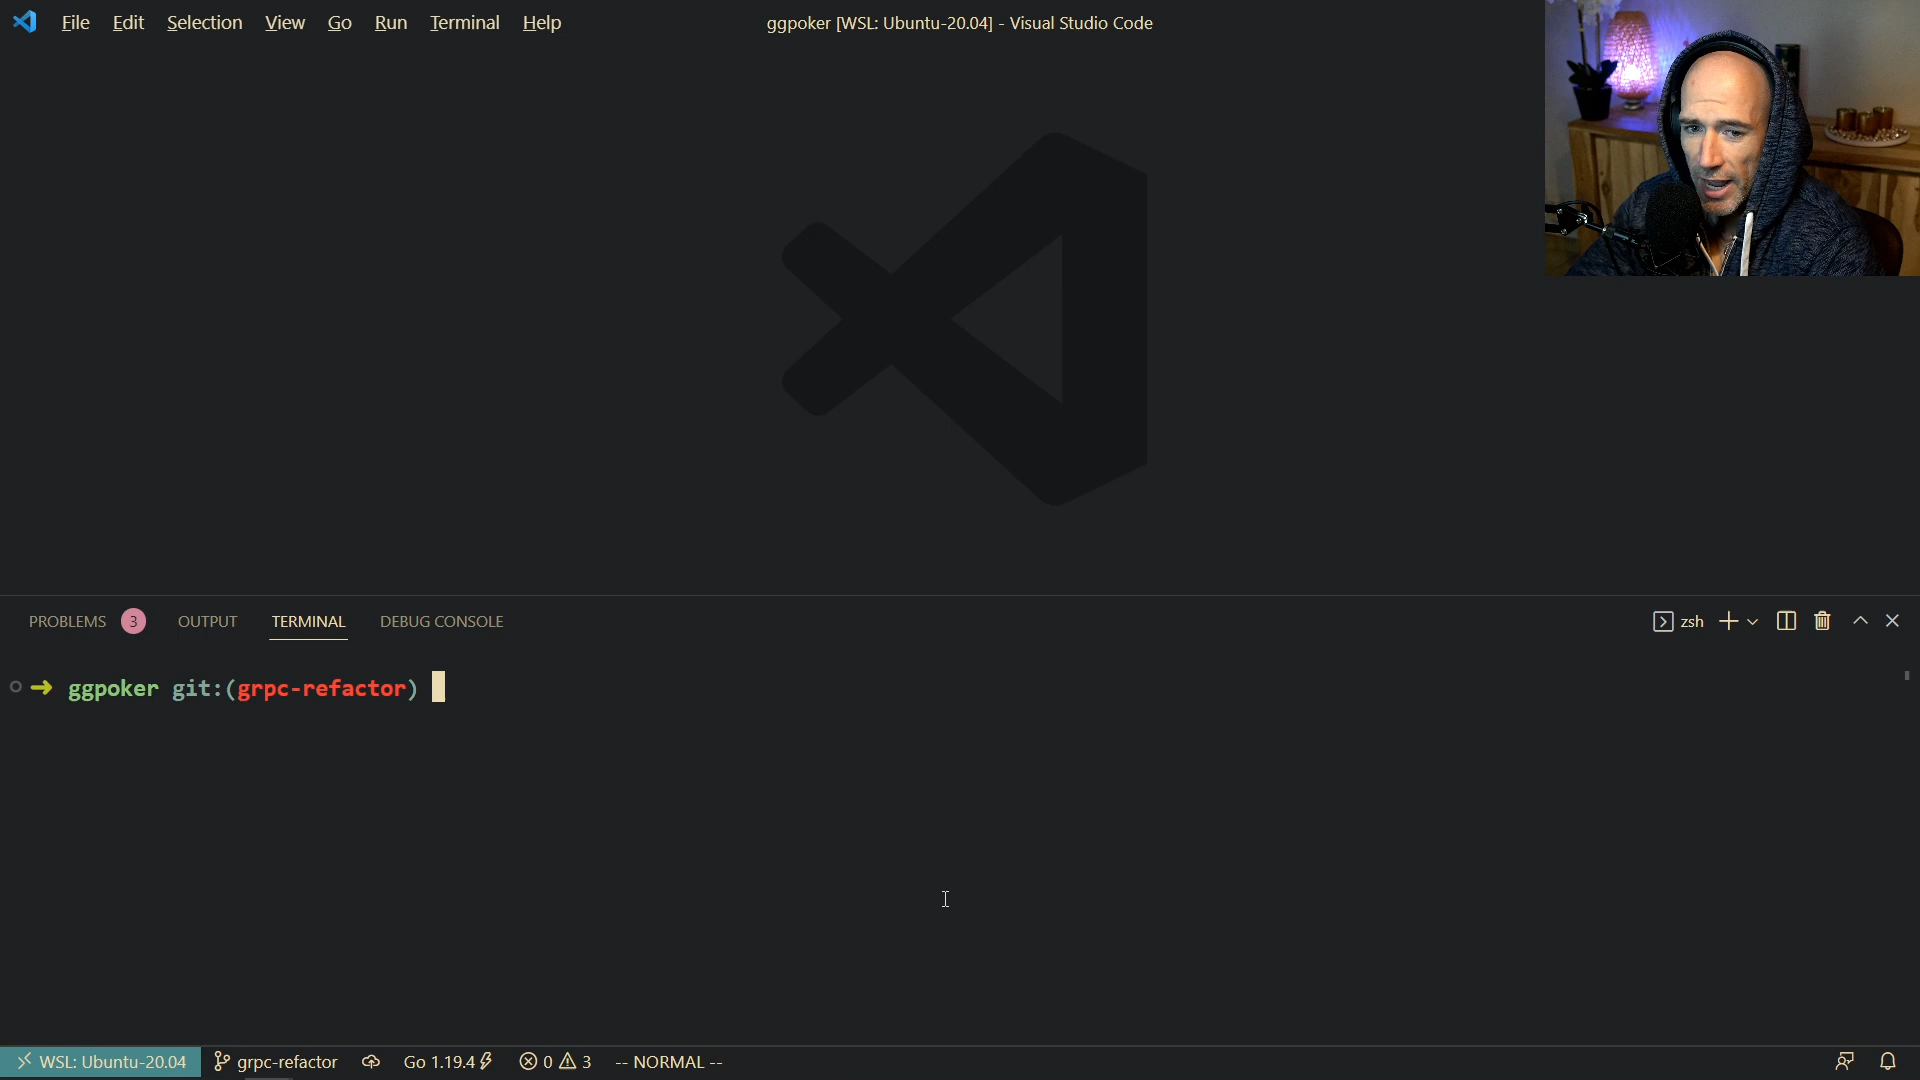 File Edit Selection View Go Run Terminal Help
ggpoker [WSL: Ubuntu-20.04] - Visual Studio Code
PROBLEMS 3 OUTPUT TERMINAL DEBUG CONSOLE
zsh
ggpoker git:(grpc-refactor)
WSL: Ubuntu-20.04 grpc-refactor Go 1.19.4 0 3 -- NORMAL --